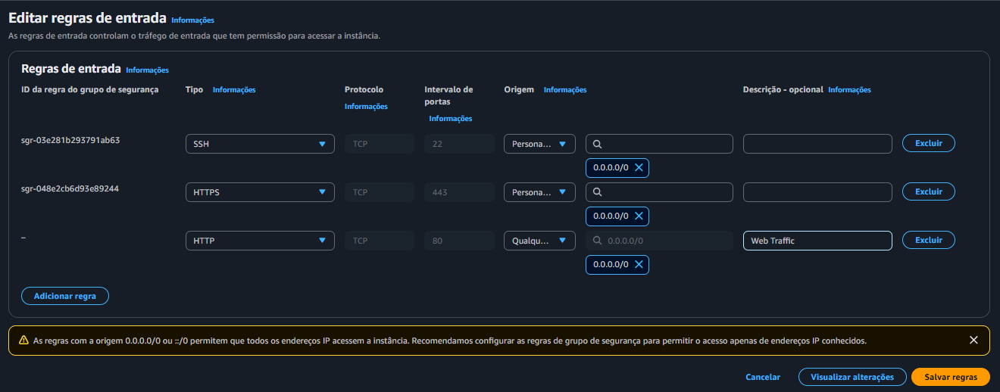 Editar regras de entrada Informações
As regras de entrada controlam o tráfego de entrada que tem permissão para acessar a instância.
Regras de entrada Informações
ID da regra do grupo de segurança Tipo Informações Protocolo Informações Intervalo de portas Informações Origem Informações Descrição - opcional Informações
sgr-03e281b293791ab63 SSH TCP 22 Persona... Excluir
0.0.0.0/0
sgr-048e2cb6d93e89244 HTTPS TCP 443 Persona... Excluir
0.0.0.0/0
– HTTP TCP 80 Qualqu... 0.0.0.0/0 Web Traffic Excluir
0.0.0.0/0
Adicionar regra
As regras com a origem 0.0.0.0/0 ou ::/0 permitem que todos os endereços IP acessem a instância. Recomendamos configurar as regras de grupo de segurança para permitir o acesso apenas de endereços IP conhecidos.
Cancelar Visualizar alterações Salvar regras